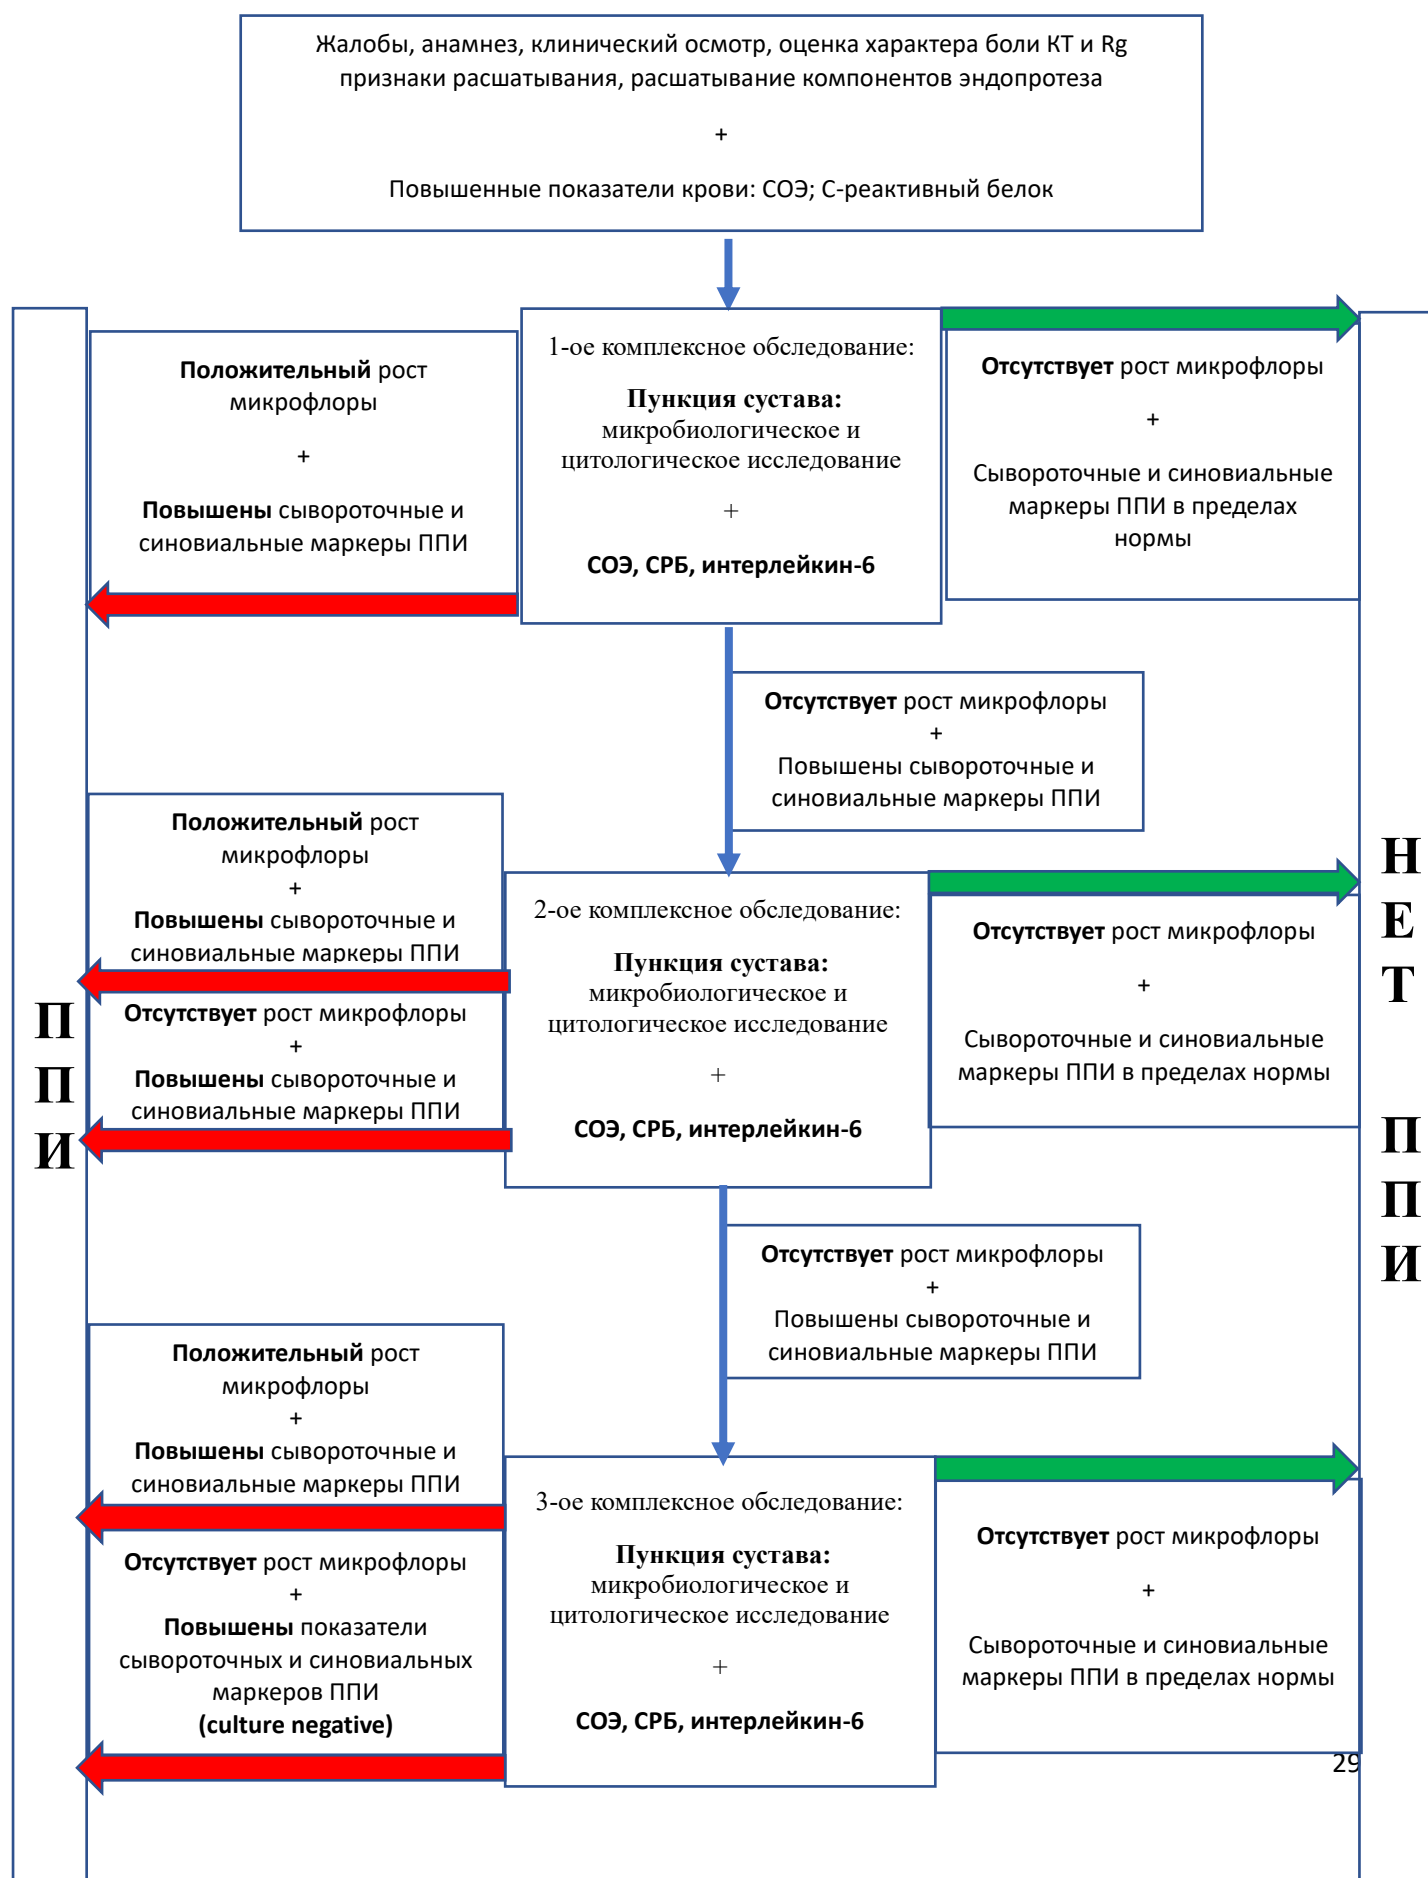 Жалобы, анамнез, клинический осмотр, оценка характера боли КТ и Rg
признаки расшатывания, расшатывание компонентов эндопротеза
+
Повышенные показатели крови: СОЭ; С-реактивный белок
Положительный рост
микрофлоры
+
Повышены сывороточные и
синовиальные маркеры ППИ
1-ое комплексное обследование:
Пункция сустава:
микробиологическое и
цитологическое исследование
+
СОЭ, СРБ, интерлейкин-6
Отсутствует рост микрофлоры
+
Сывороточные и синовиальные
маркеры ППИ в пределах
нормы
Отсутствует рост микрофлоры
+
Повышены сывороточные и
синовиальные маркеры ППИ
Положительный рост
микрофлоры
+
Повышены сывороточные и
синовиальные маркеры ППИ
Отсутствует рост микрофлоры
+
Повышены сывороточные и
синовиальные маркеры ППИ
2-ое комплексное обследование:
Пункция сустава:
микробиологическое и
цитологическое исследование
+
СОЭ, СРБ, интерлейкин-6
Отсутствует рост микрофлоры
+
Сывороточные и синовиальные
маркеры ППИ в пределах нормы
Отсутствует рост микрофлоры
+
Повышены сывороточные и
синовиальные маркеры ППИ
Положительный рост
микрофлоры
+
Повышены сывороточные и
синовиальные маркеры ППИ
Отсутствует рост микрофлоры
+
Повышены показатели
сывороточных и синовиальных
маркеров ППИ
(culture negative)
3-ое комплексное обследование:
Пункция сустава:
микробиологическое и
цитологическое исследование
+
СОЭ, СРБ, интерлейкин-6
Отсутствует рост микрофлоры
+
Сывороточные и синовиальные
маркеры ППИ в пределах нормы
П
П
И
Н
Е
Т
П
П
И
29